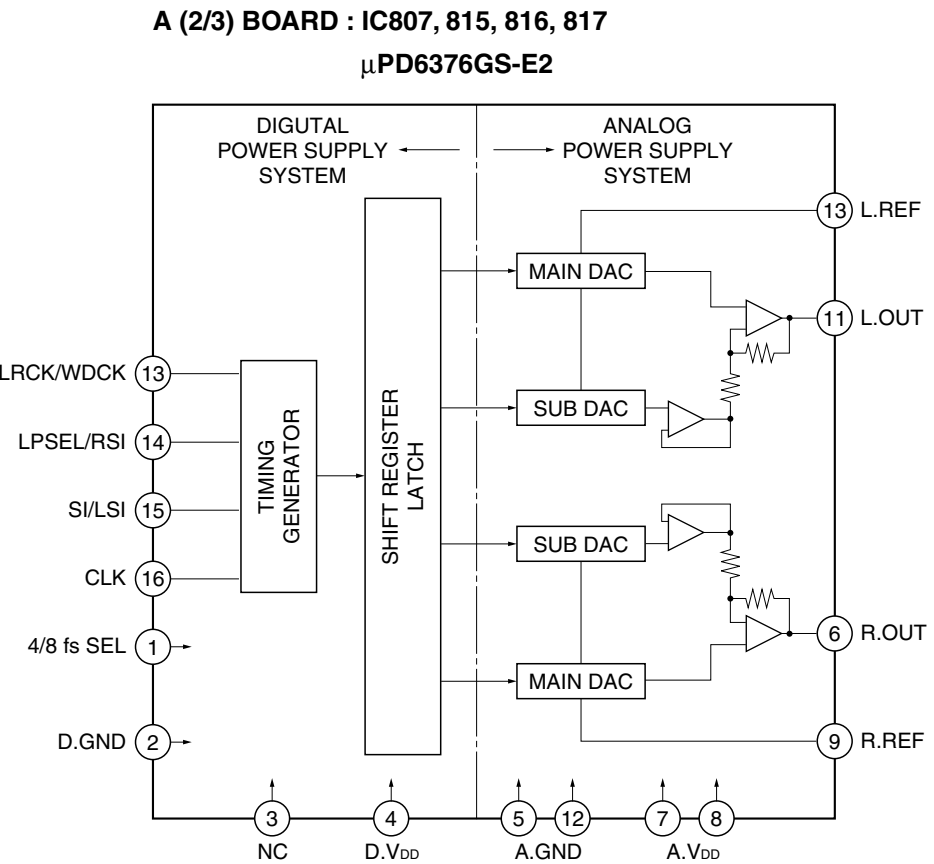 A (2/3) BOARD : IC807, 815, 816, 817
µPD6376GS-E2
DIGUTAL
POWER SUPPLY
SYSTEM
ANALOG
POWER SUPPLY
SYSTEM
13 L.REF
MAIN DAC
11 L.OUT
LRCK/WDCK 13
SUB DAC
LPSEL/RSI 14
TIMING
GENERATOR
SHIFT REGISTER
LATCH
SI/LSI 15
SUB DAC
CLK 16
4/8 fs SEL 1
6 R.OUT
MAIN DAC
D.GND 2
9 R.REF
3 4 5 12 7 8
NC D.VDD A.GND A.VDD